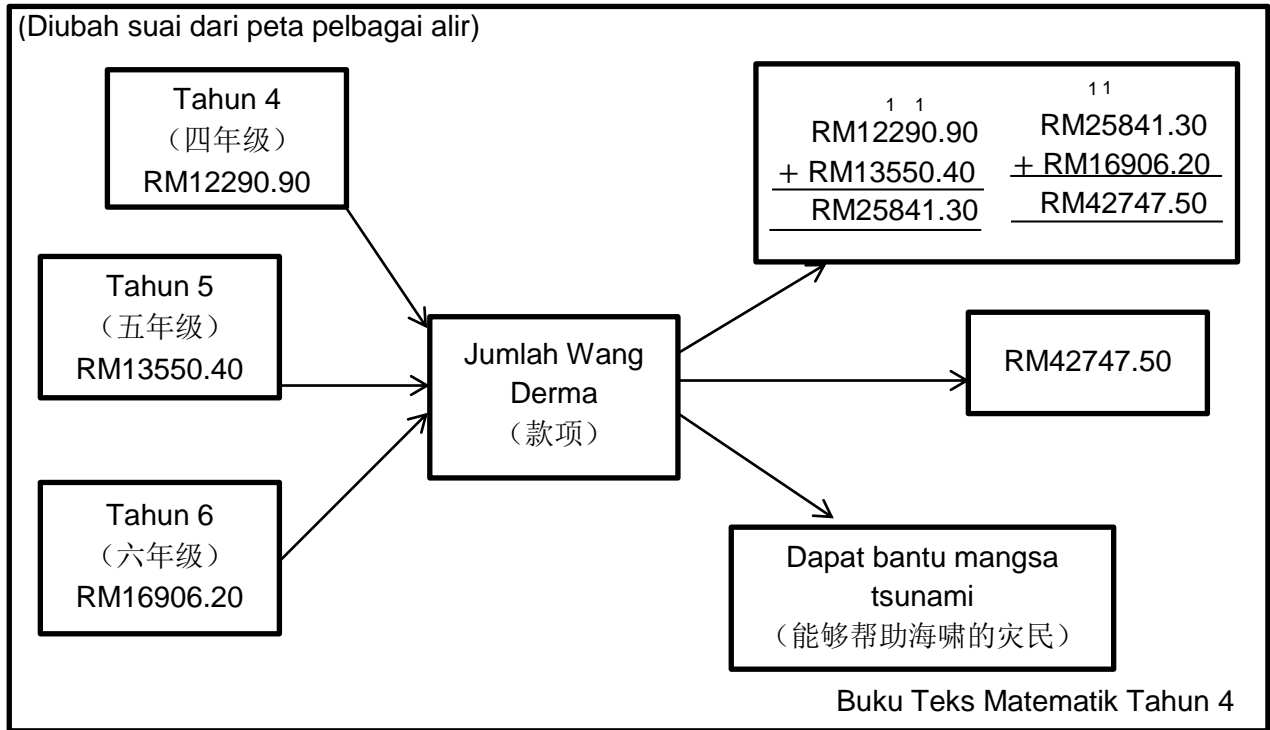 (Diubah suai dari peta pelbagai alir)
Tahun 4
（四年级）
RM12290.90
Tahun 5
（五年级）
RM13550.40
Tahun 6
（六年级）
RM16906.20
Jumlah Wang
Derma
（款项）
1 1
RM12290.90
+ RM13550.40
RM25841.30
1 1
RM25841.30
+ RM16906.20
RM42747.50
RM42747.50
Dapat bantu mangsa
tsunami
（能够帮助海啸的灾民）
Buku Teks Matematik Tahun 4